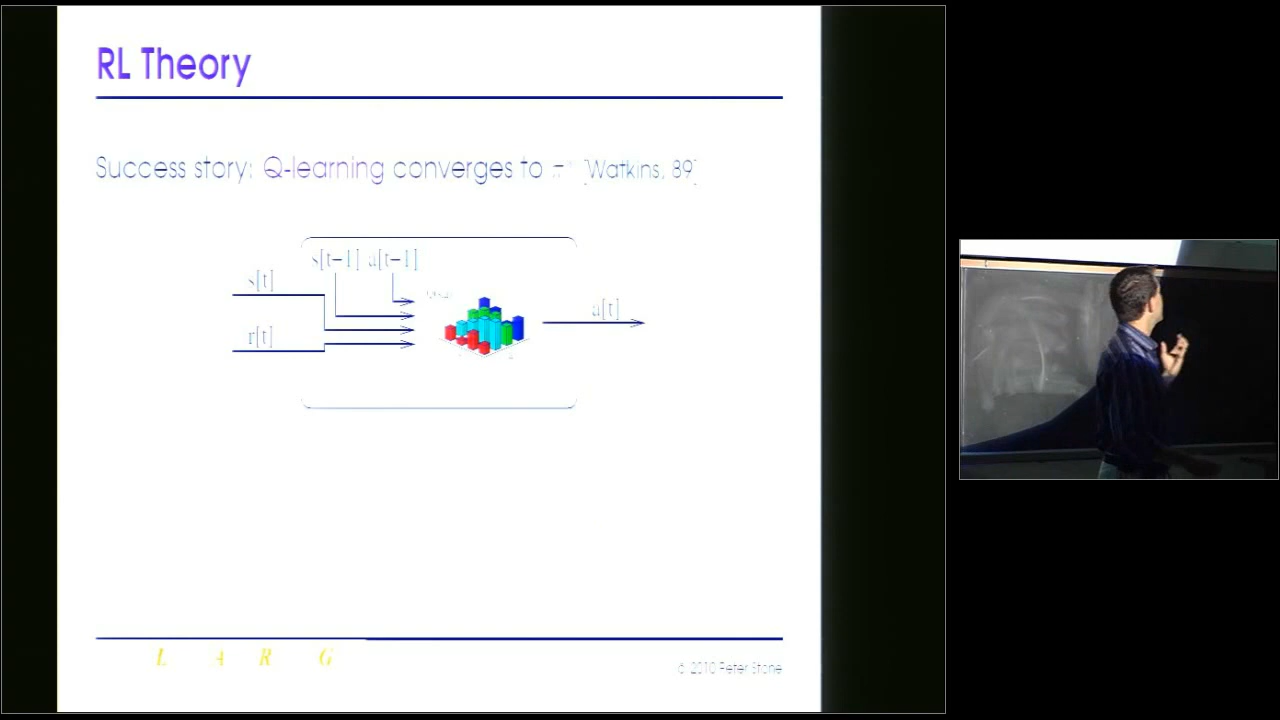 RL Theory
Success story: Q-learning converges to π* [Watkins, 89]
s[t-1] a[t-1]
s[t]
r[t]
a[t]
L A R G
© 2010 Peter Stone